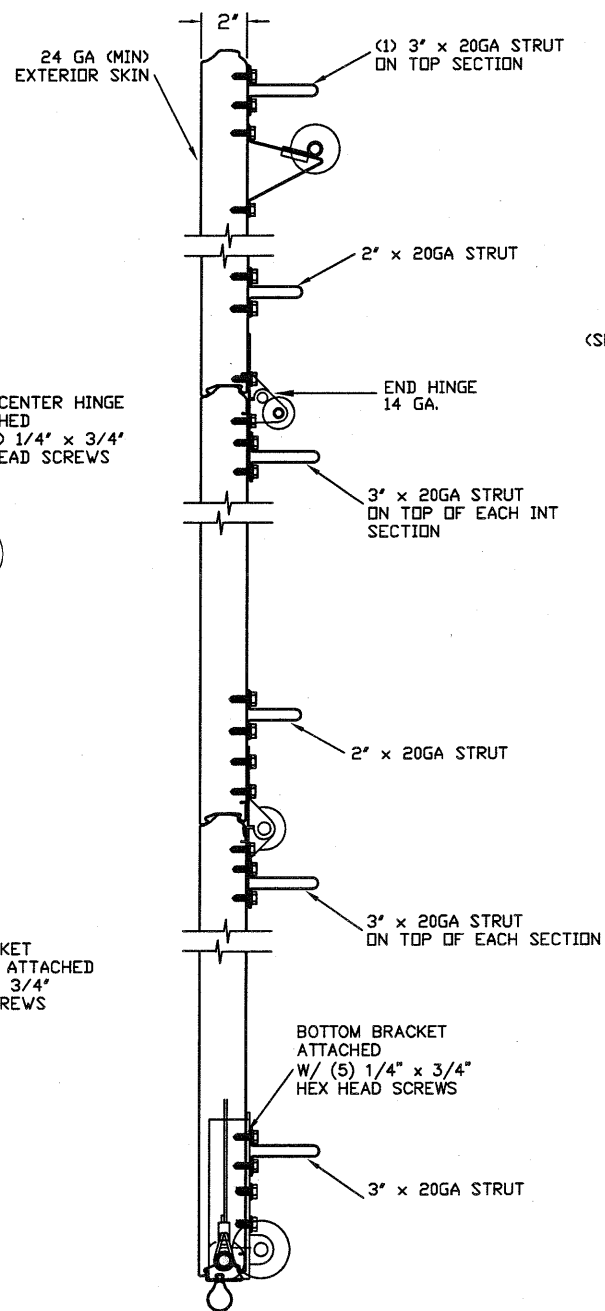 2"
24 GA (MIN)
EXTERIOR SKIN
(1) 3" x 20GA STRUT
ON TOP SECTION
2" x 20GA STRUT
END HINGE
14 GA.
CENTER HINGE
1/4" x 3/4"
EAD SCREWS
3" x 20GA STRUT
ON TOP OF EACH INT
SECTION
2" x 20GA STRUT
3" x 20GA STRUT
ON TOP OF EACH SECTION
KET
ATTACHED
3/4"
REWS
BOTTOM BRACKET
ATTACHED
W/ (5) 1/4" x 3/4"
HEX HEAD SCREWS
3" x 20GA STRUT